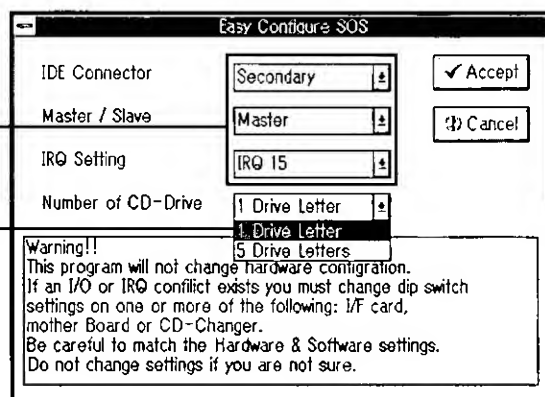 Easy Configure SOS
IDE Connector
Secondary
✓ Accept
Master / Slave
Master
Cancel
IRQ Setting
IRQ 15
Number of CD-Drive
1 Drive Letter
1 Drive Letter
5 Drive Letters
Warning!!
This program will not change hardware configration.
If an I/O or IRQ confilict exists you must change dip switch
settings on one or more of the following: I/F card,
mother Board or CD-Changer.
Be careful to match the Hardware & Software settings.
Do not change settings if you are not sure.